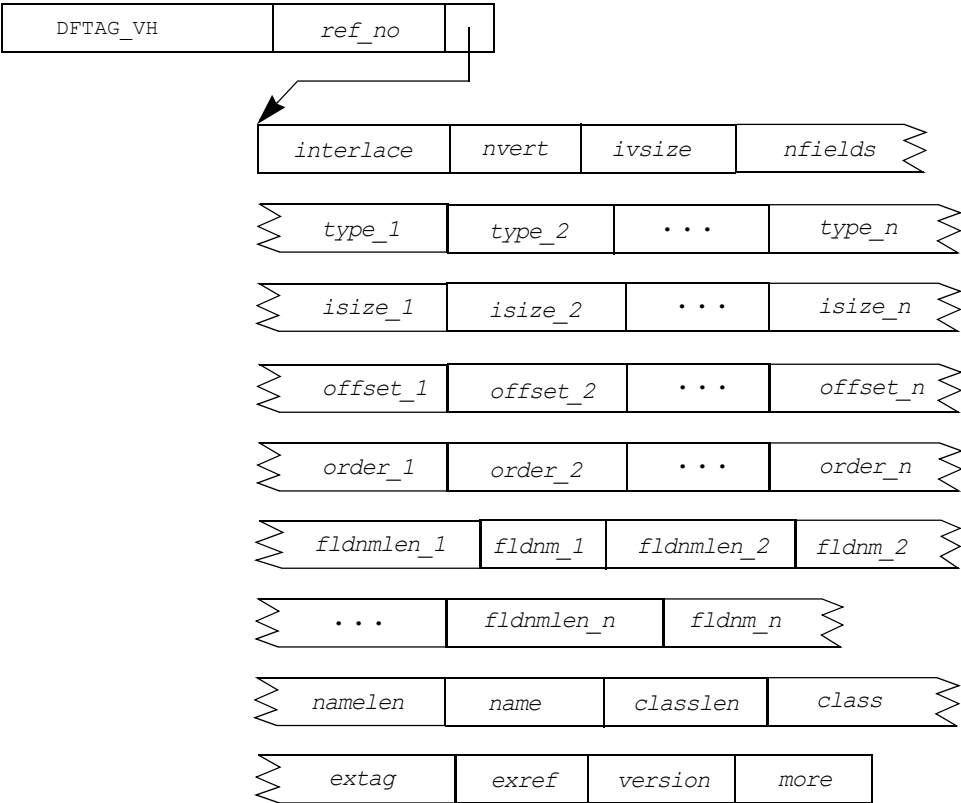 DFTAG_VH ref_no
interlace nvert ivsize nfields
type_1 type_2 ... type_n
isize_1 isize_2 ... isize_n
offset_1 offset_2 ... offset_n
order_1 order_2 ... order_n
fldnmlen_1 fldnm_1 fldnmlen_2 fldnm_2
... fldnmlen_n fldnm_n
namelen name classlen class
extag exref version more